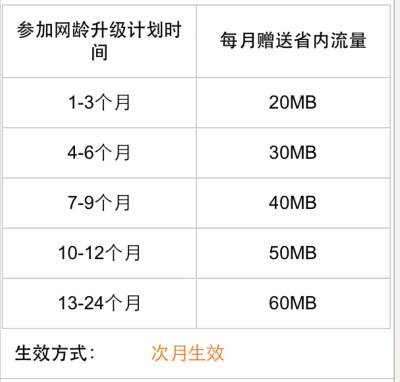 参加网龄升级计划时
间
每月赠送省内流量
1-3个月 20MB
4-6个月 30MB
7-9个月 40MB
10-12个月 50MB
13-24个月 60MB
生效方式： 次月生效